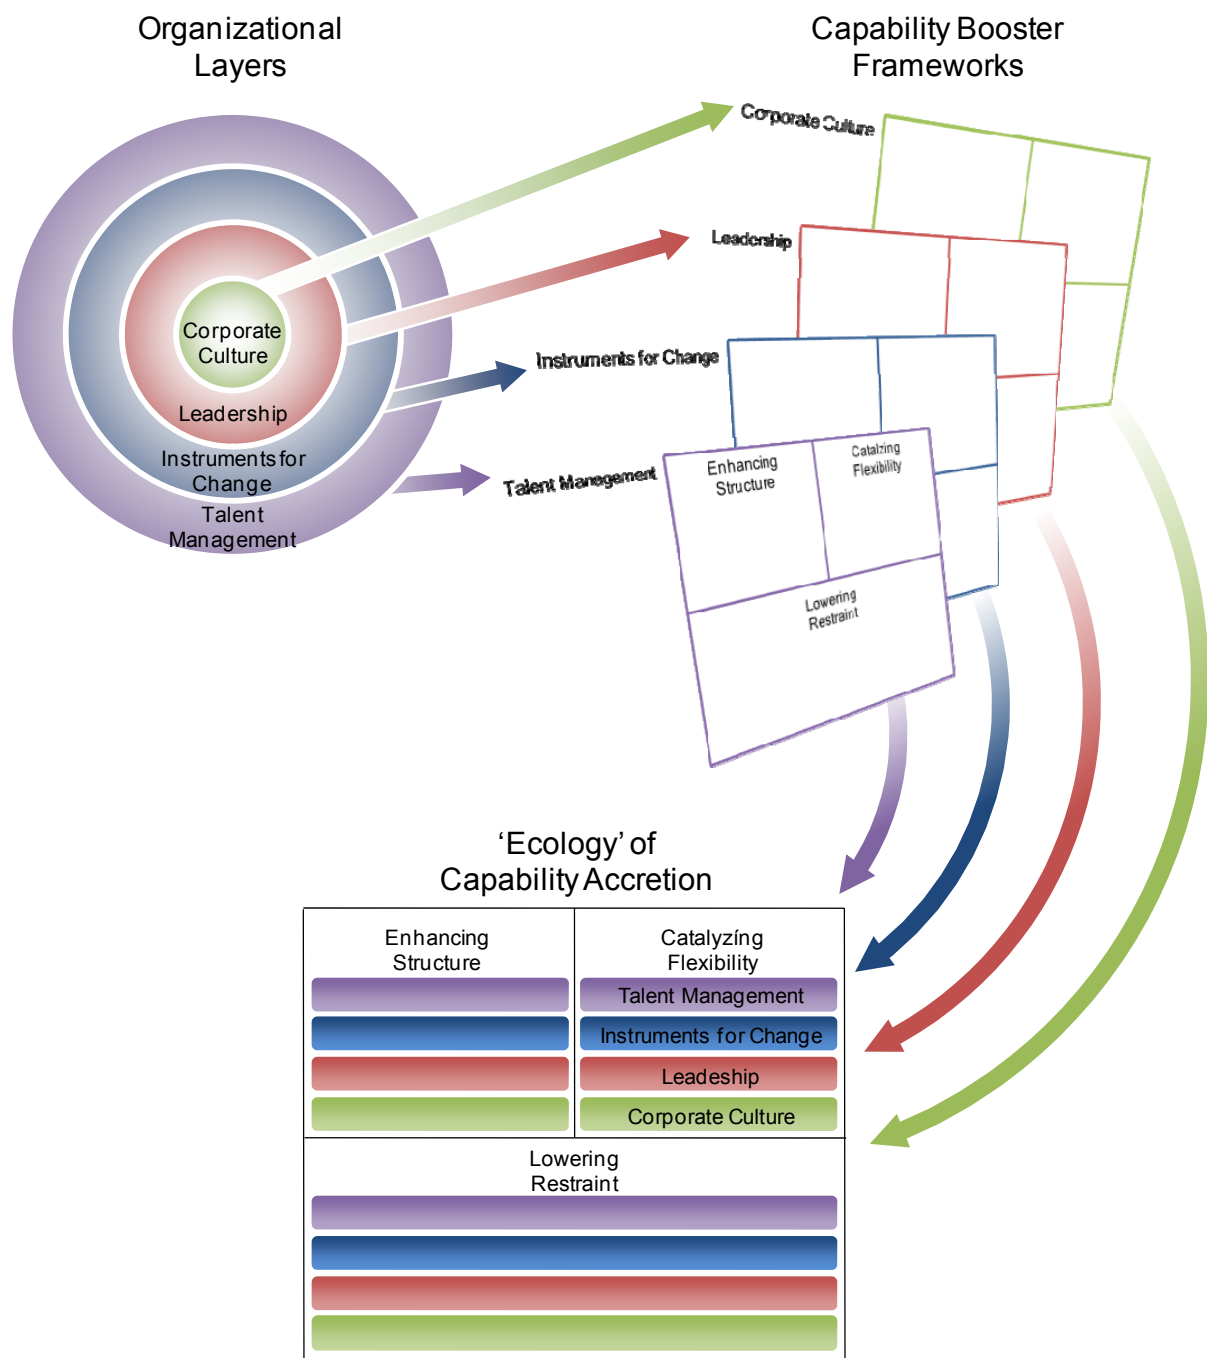 Organizational
Layers
Capability Booster
Frameworks
Corporate
Culture
Leadership
Instruments for
Change
Talent
Management
Corporate Culture
Leadership
Instruments for Change
Talent Management
Enhancing
Structure
Catalzing
Flexibility
Lowering
Restraint
‘Ecology’ of
Capability Accretion
Enhancing
Structure
Catalyzíng
Flexibility
Talent Management
Instruments for Change
Leadeship
Corporate Culture
Lowering
Restraint